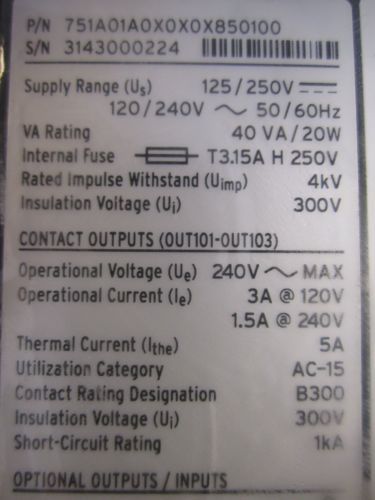 P/N 751A01A0X0X0X850100
S/N 3143000224
Supply Range (Us) 125/250V ⎓
120/240V ∼ 50/60Hz
VA Rating 40 VA/20W
Internal Fuse T3.15A H 250V
Rated Impulse Withstand (Uimp) 4kV
Insulation Voltage (Ui) 300V
CONTACT OUTPUTS (OUT101-OUT103)
Operational Voltage (Ue) 240V ∼ MAX
Operational Current (Ie) 3A @ 120V
1.5A @ 240V
Thermal Current (Ithe) 5A
Utilization Category AC-15
Contact Rating Designation B300
Insulation Voltage (Ui) 300V
Short-Circuit Rating 1kA
OPTIONAL OUTPUTS / INPUTS